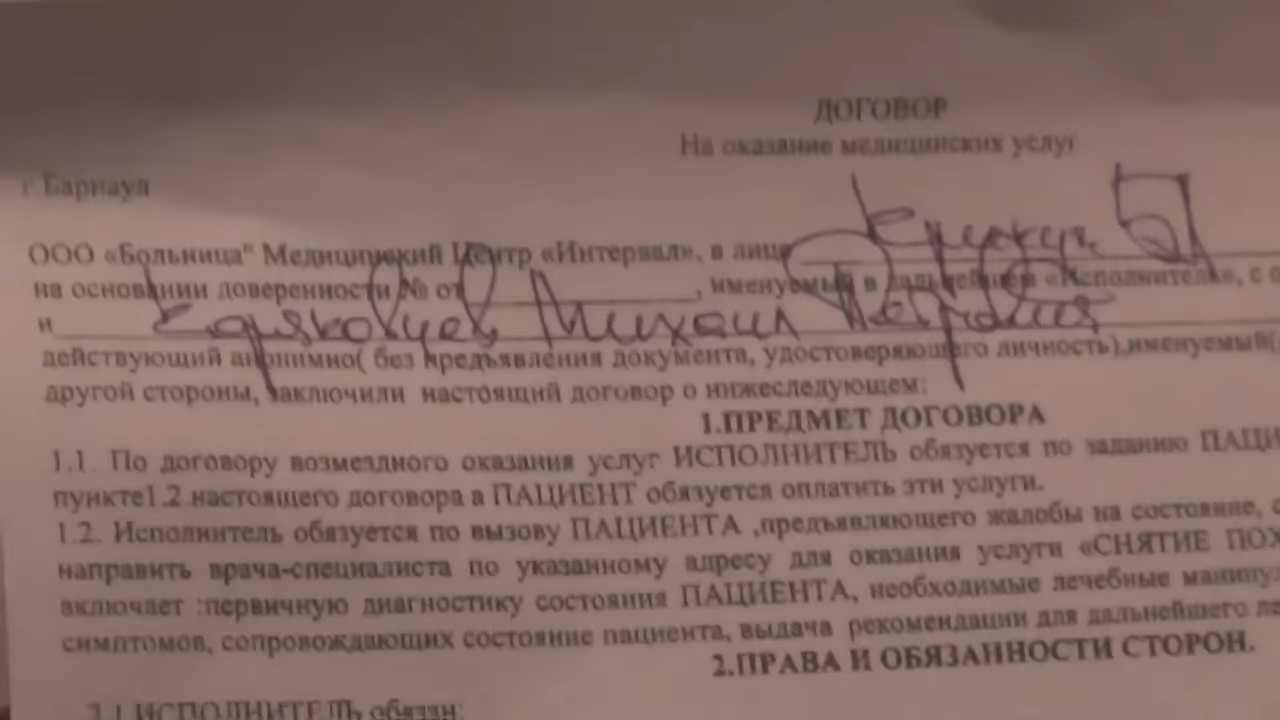 ДОГОВОР
На оказание медицинских услуг
г Барнаул
ООО «Больница" Медицинский Центр «Интервал», в лице
на основании доверенности № от , именуемый в дальнейшем «Исполнитель», с о
и Михаил
действующий анонимно( без предъявления документа, удостоверяющего личность),именуемый(
другой стороны, заключили настоящий договор о нижеследующем:
1.ПРЕДМЕТ ДОГОВОРА
1.1 По договору возмездного оказания услуг ИСПОЛНИТЕЛЬ обязуется по заданию ПАЦИ
пункте1.2.настоящего договора а ПАЦИЕНТ обязуется оплатить эти услуги.
1.2. Исполнитель обязуется по вызову ПАЦИЕНТА ,предъявляющего жалобы на состояние, с
направить врача-специалиста по указанному адресу для оказания услуги «СНЯТИЕ ПОХ
включает :первичную диагностику состояния ПАЦИЕНТА, необходимые лечебные манипу
симптомов, сопровождающих состояние пациента, выдача рекомендации для дальнейшего ле
2.ПРАВА И ОБЯЗАННОСТИ СТОРОН.
2.1.ИСПОЛНИТЕЛЬ обязан: